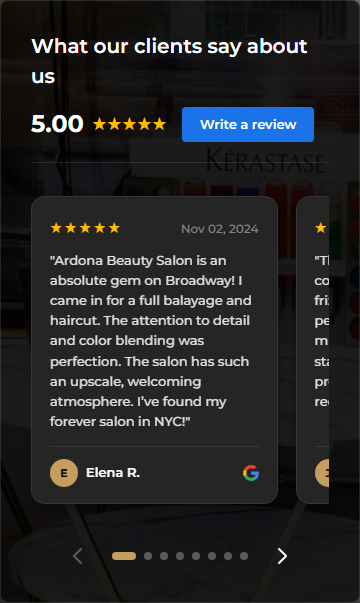 What our clients say about
us
5.00 ★★★★★ Write a review
KÉRASTASE
★★★★★ Nov 02, 2024
"Ardona Beauty Salon is an
absolute gem on Broadway! I
came in for a full balayage and
haircut. The attention to detail
and color blending was
perfection. The salon has such
an upscale, welcoming
atmosphere. I've found my
forever salon in NYC!"
E Elena R.